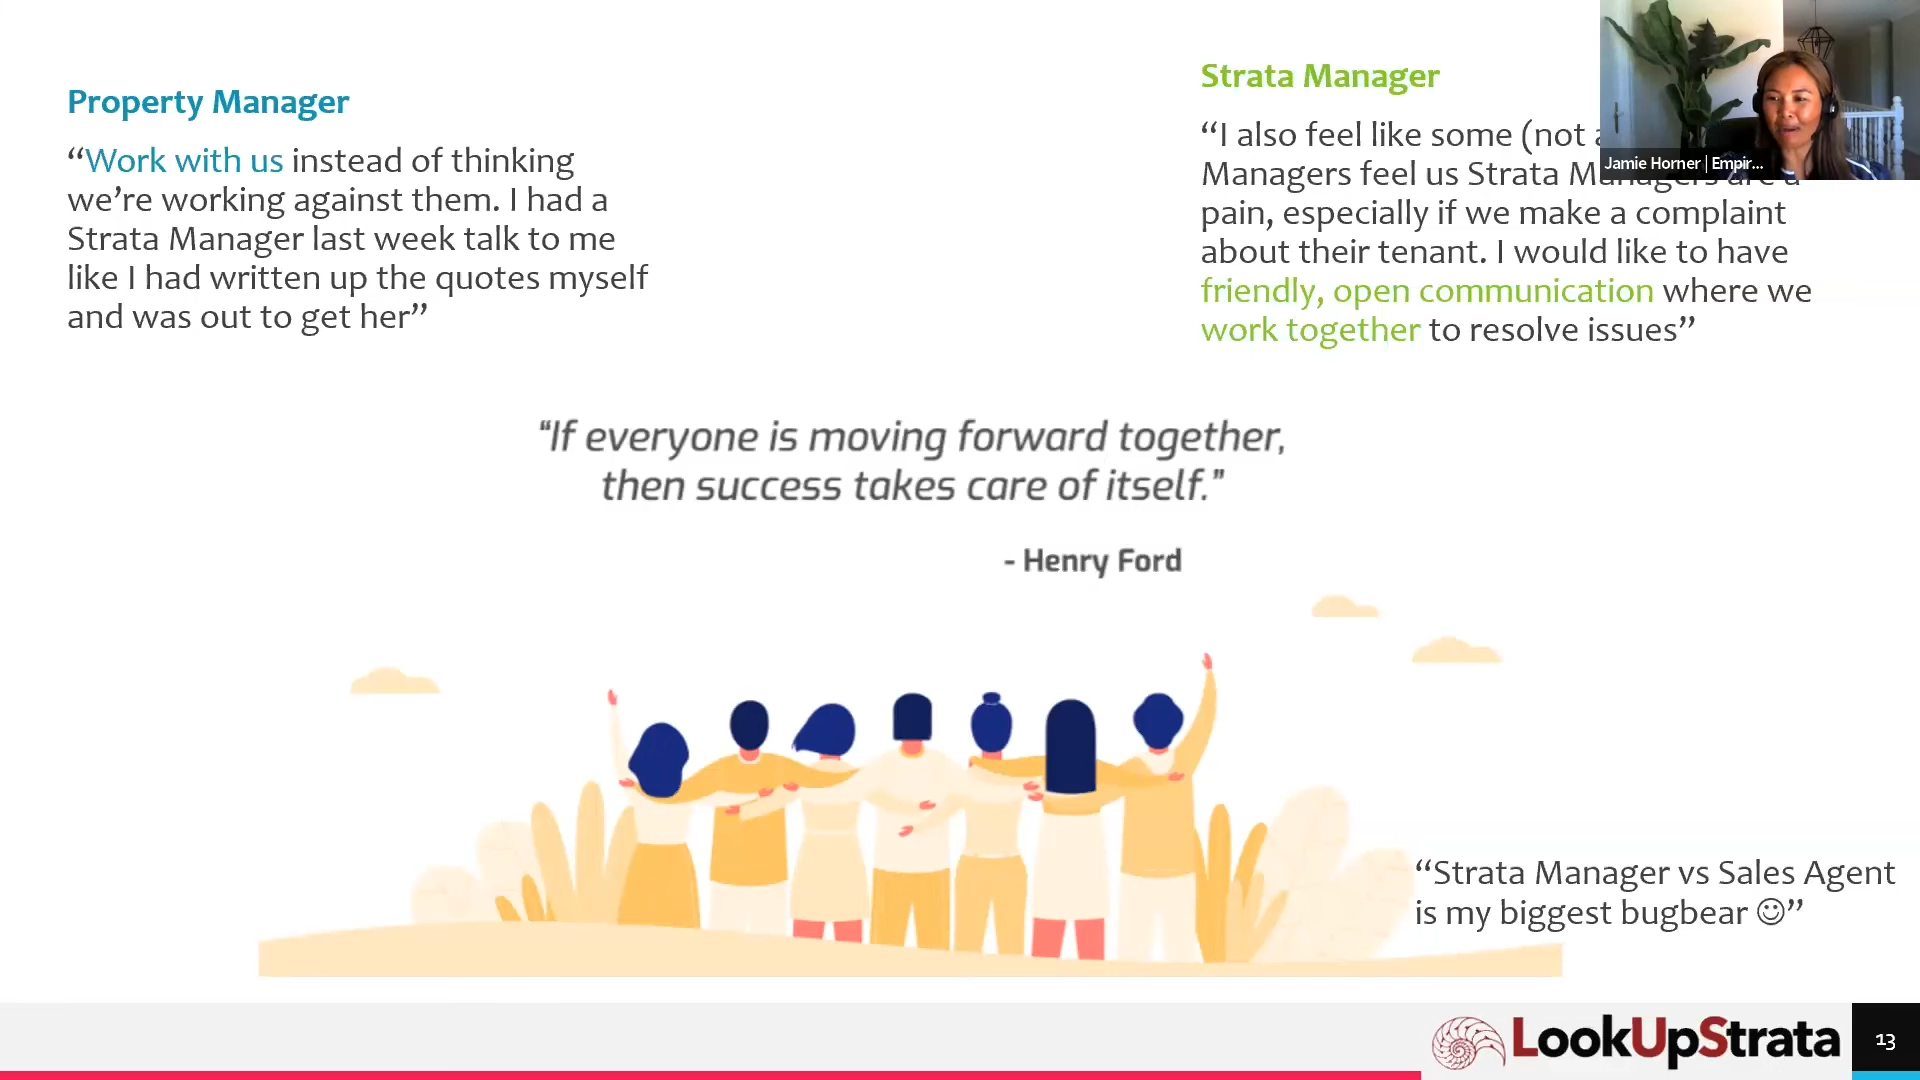 Property Manager
“Work with us instead of thinking
we’re working against them. I had a
Strata Manager last week talk to me
like I had written up the quotes myself
and was out to get her”
Strata Manager
“I also feel like some (not
Managers feel us Strata Managers are a
pain, especially if we make a complaint
about their tenant. I would like to have
friendly, open communication where we
work together to resolve issues”
Jamie Horner | Empir...
“If everyone is moving forward together,
then success takes care of itself.”
- Henry Ford
“Strata Manager vs Sales Agent
is my biggest bugbear ☺”
LookUpStrata
13